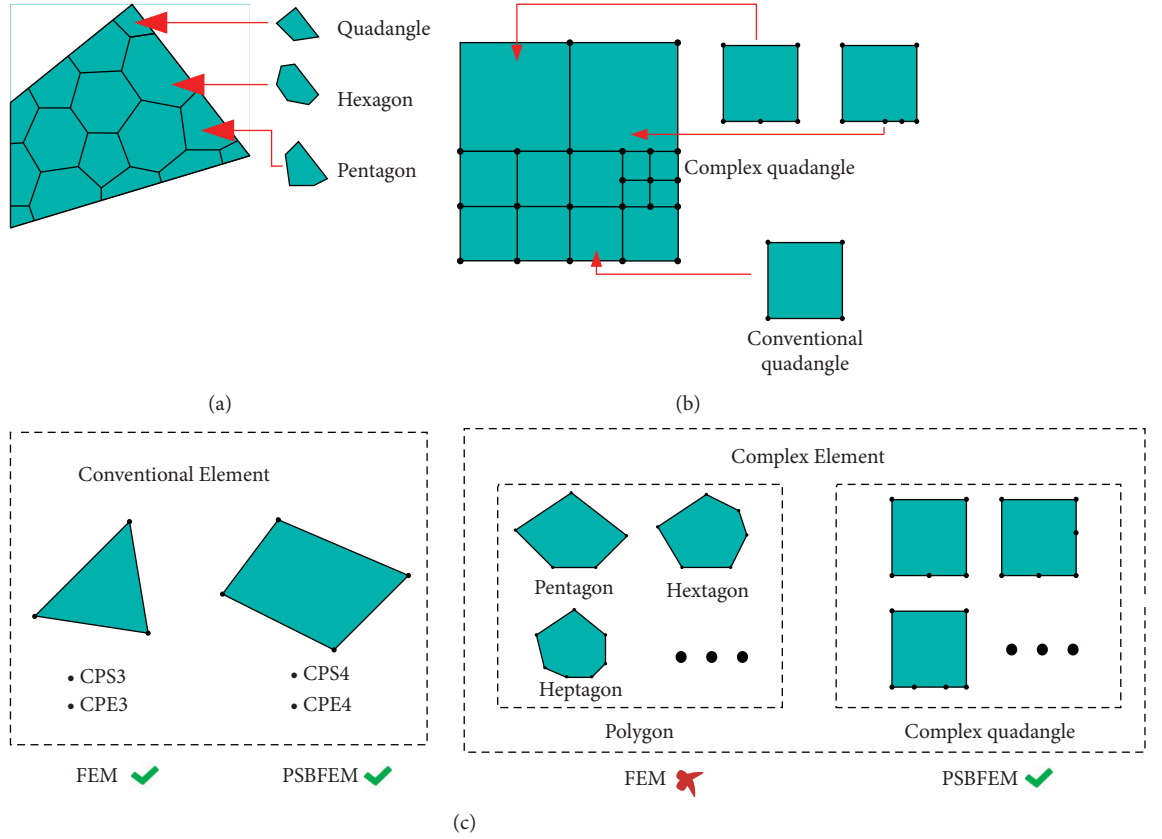 Quadangle
Hexagon
Pentagon
(a)
Complex quadangle
Conventional
quadangle
(b)
Conventional Element
• CPS3
• CPE3
• CPS4
• CPE4
FEM
PSBFEM
Complex Element
Pentagon
Hextagon
Heptagon
Polygon
Complex quadangle
FEM
PSBFEM
(c)